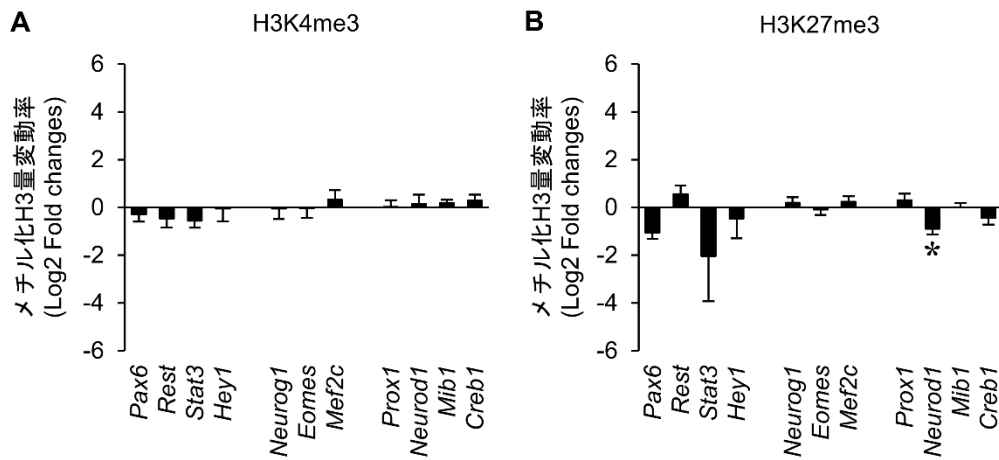 A
H3K4me3
メチル化H3量変動率
(Log2 Fold changes)
6
4
2
0
-2
-4
-6
Pax6
Rest
Stat3
Hey1
Neurog1
Eomes
Mef2c
Prox1
Neurod1
Mib1
Creb1
B
H3K27me3
メチル化H3量変動率
(Log2 Fold changes)
6
4
2
0
-2
-4
-6
*
Pax6
Rest
Stat3
Hey1
Neurog1
Eomes
Mef2c
Prox1
Neurod1
Mib1
Creb1